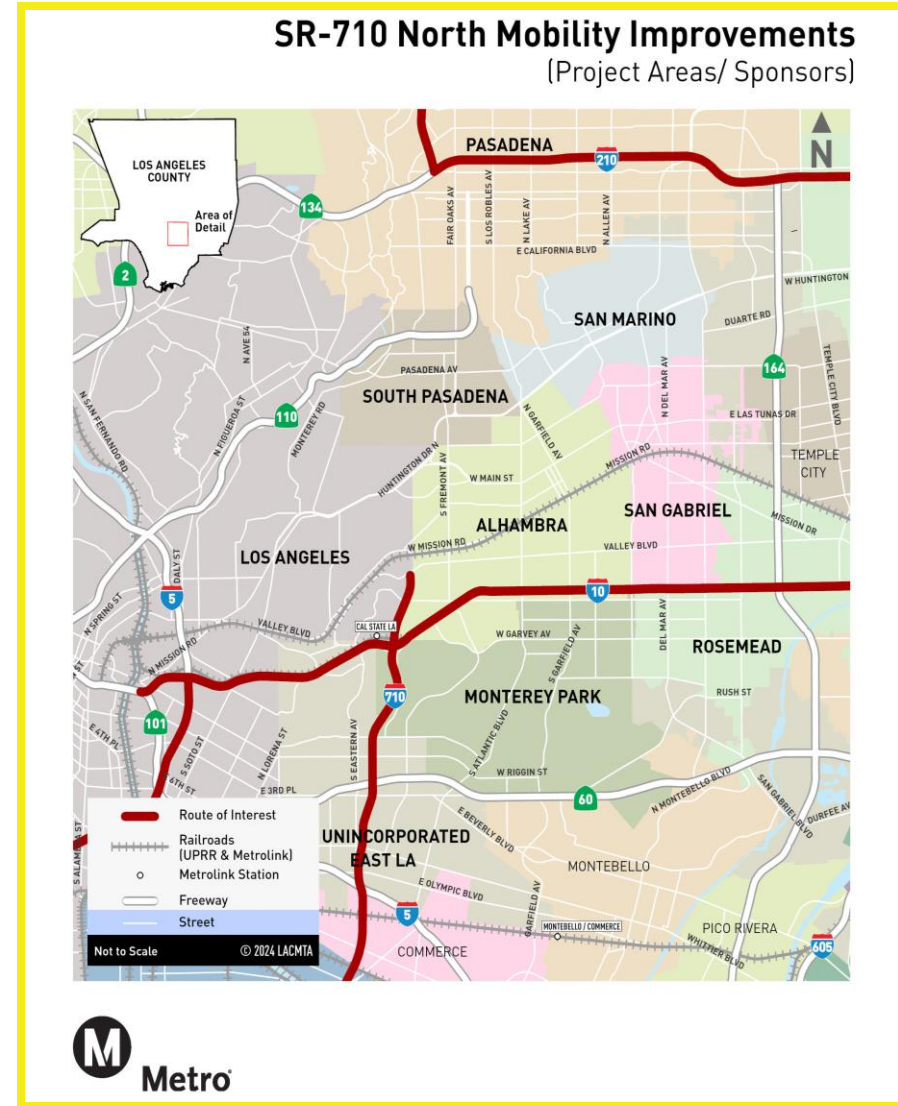 SR-710 North Mobility Improvements
(Project Areas/ Sponsors)
LOS ANGELES
COUNTY
Area of
Detail
N
PASADENA
210
134
2
FAIR OAKS AV
S LOS ROBLES AV
N LAKE AV
N ALLEN AV
E CALIFORNIA BLVD
W HUNTINGTON
SAN MARINO
DUARTE RD
N AVE 54
PASADENA AV
SOUTH PASADENA
N DEL MAR AV
164
TEMPLE CITY BLVD
N SAN FERNANDO RD
N FIGUEROA ST
110
MONTEREY RD
N GARFIELD AV
E LAS TUNAS DR
HUNTINGTON DR N
S FREMONT AV
W MAIN ST
MISSION RD
TEMPLE
CITY
SAN GABRIEL
ALHAMBRA
MISSION DR
LOS ANGELES
W MISSION RD
VALLEY BLVD
DALY ST
5
10
N SPRING ST
VALLEY BLVD
CAL STATE LA
W GARVEY AV
S GARFIELD AV
DEL MAR AV
ROSEMEAD
N MISSION RD
710
MONTEREY PARK
RUSH ST
101
E 4TH PL
S SOTO ST
N LORENA ST
S EASTERN AV
S ATLANTIC BLVD
6TH ST
E 3RD PL
W RIGGIN ST
60
N MONTEBELLO BLVD
SAN GABRIEL BLVD
DURFEE AV
E BEVERLY BLVD
UNINCORPORATED
EAST LA
MONTEBELLO
S ALAMEDA ST
E OLYMPIC BLVD
5
GARFIELD AV
MONTEBELLO / COMMERCE
PICO RIVERA
WHITTIER BLVD
605
COMMERCE
Route of Interest
Railroads
(UPRR & Metrolink)
Metrolink Station
Freeway
Street
Not to Scale
© 2024 LACMTA
M
Metro